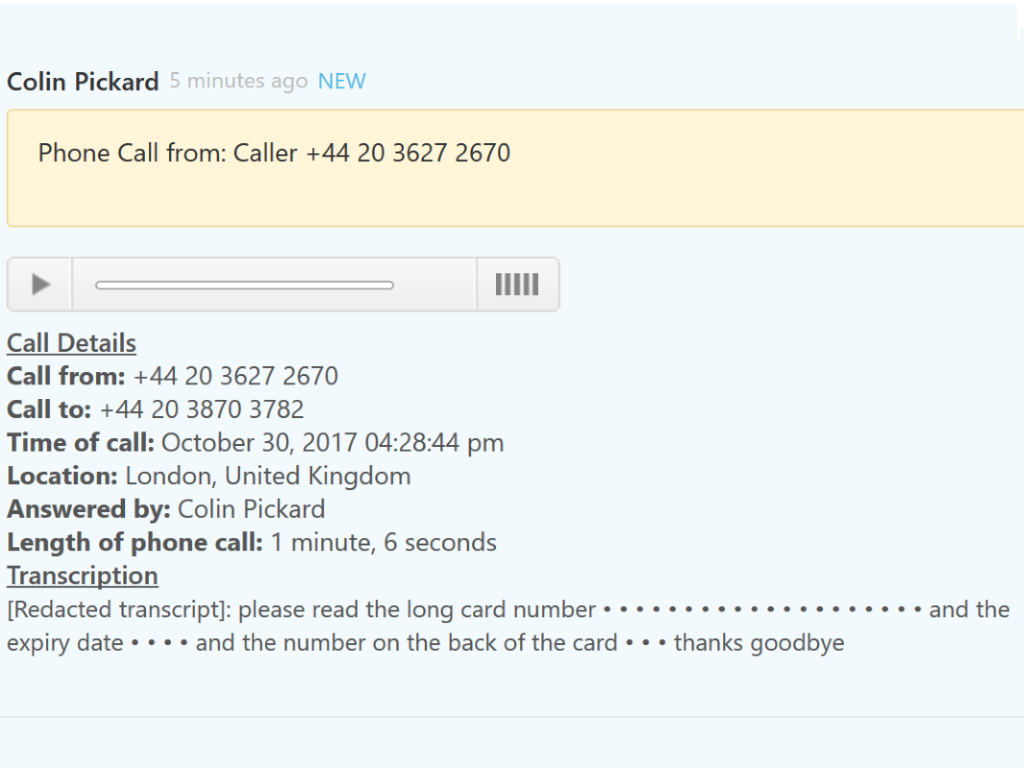 Colin Pickard 5 minutes ago NEW
Phone Call from: Caller +44 20 3627 2670
Call Details
Call from: +44 20 3627 2670
Call to: +44 20 3870 3782
Time of call: October 30, 2017 04:28:44 pm
Location: London, United Kingdom
Answered by: Colin Pickard
Length of phone call: 1 minute, 6 seconds
Transcription
[Redacted transcript]: please read the long card number • • • • • • • • • • • • • • • • • • • • and the
expiry date • • • • and the number on the back of the card • • • thanks goodbye